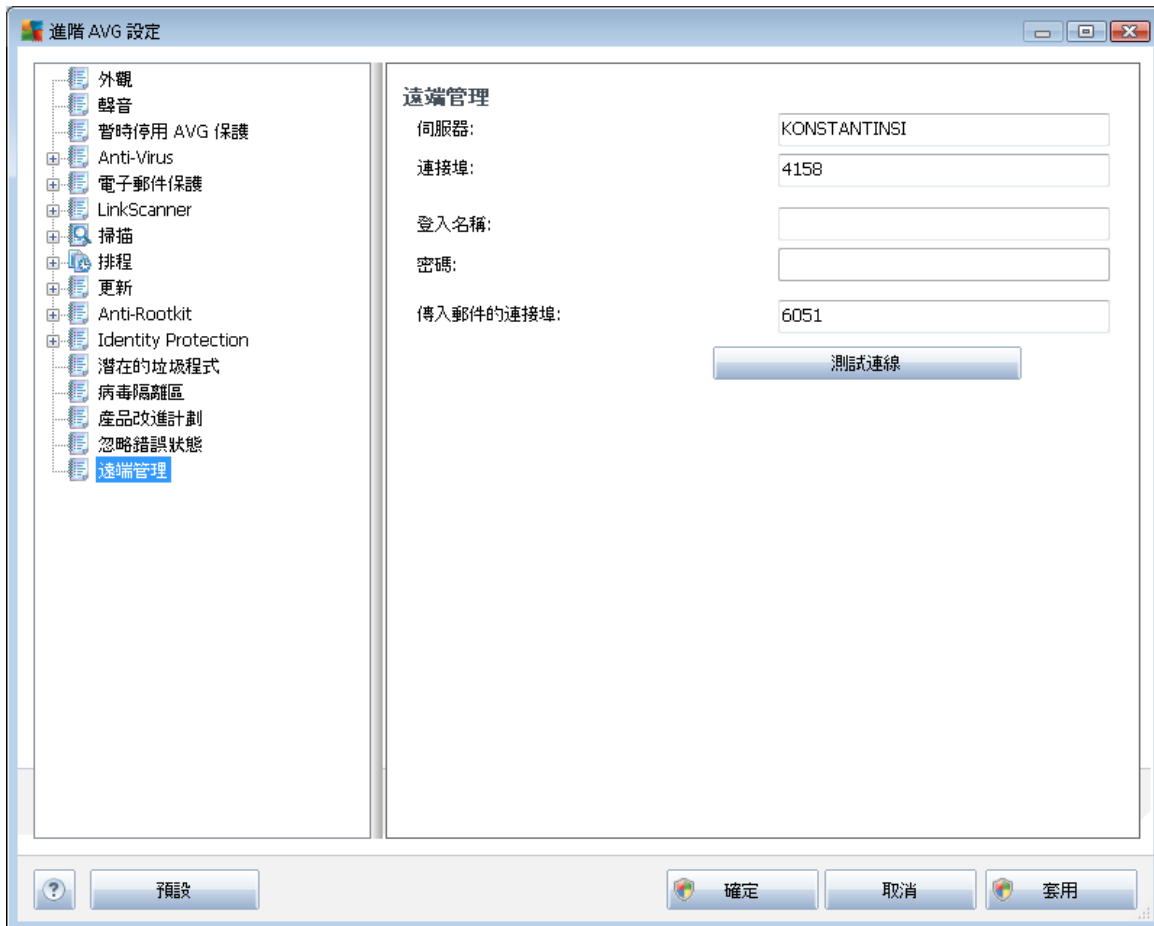 進階 AVG 設定
外觀
聲音
暫時停用 AVG 保護
Anti-Virus
電子郵件保護
LinkScanner
掃描
排程
更新
Anti-Rootkit
Identity Protection
潛在的垃圾程式
病毒隔離區
產品改進計劃
忽略錯誤狀態
遠端管理
遠端管理
伺服器: KONSTANTINSI
連接埠: 4158
登入名稱:
密碼:
傳入郵件的連接埠: 6051
測試連線
? 預設 確定 取消 套用